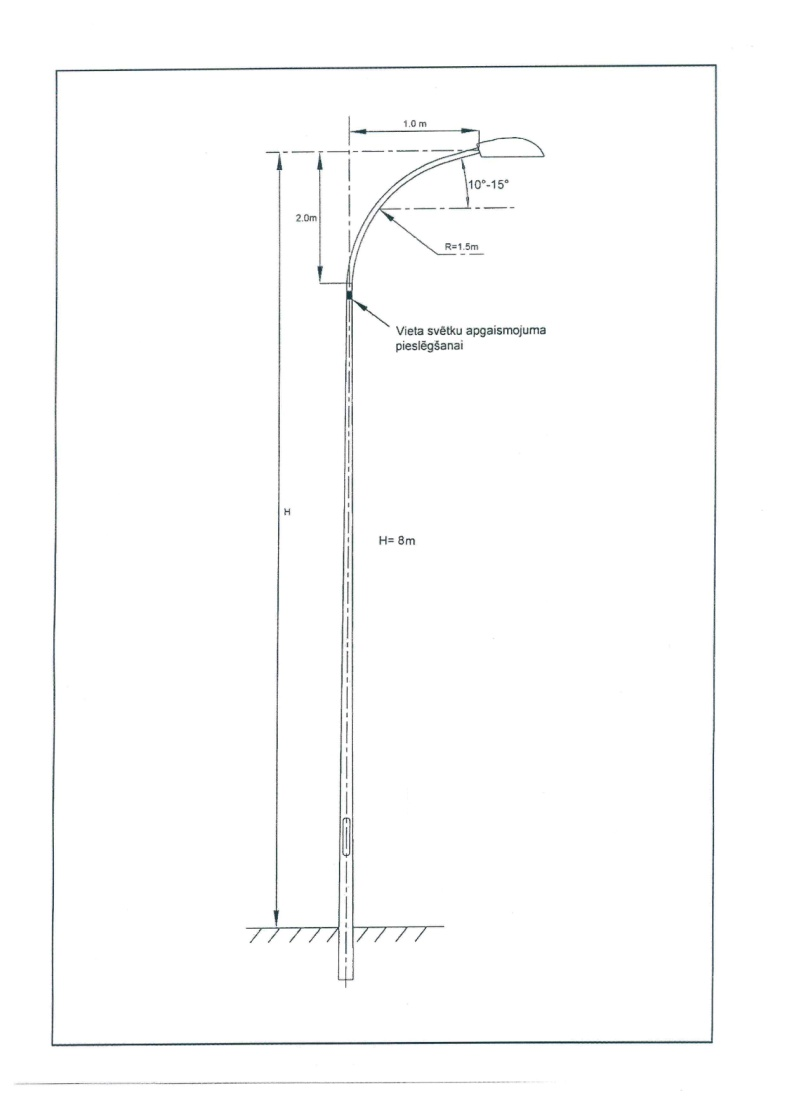 1.0 m
10°-15°
2.0m
R=1.5m
Vieta svētku apgaismojuma
pieslēgšanai
H
H= 8m